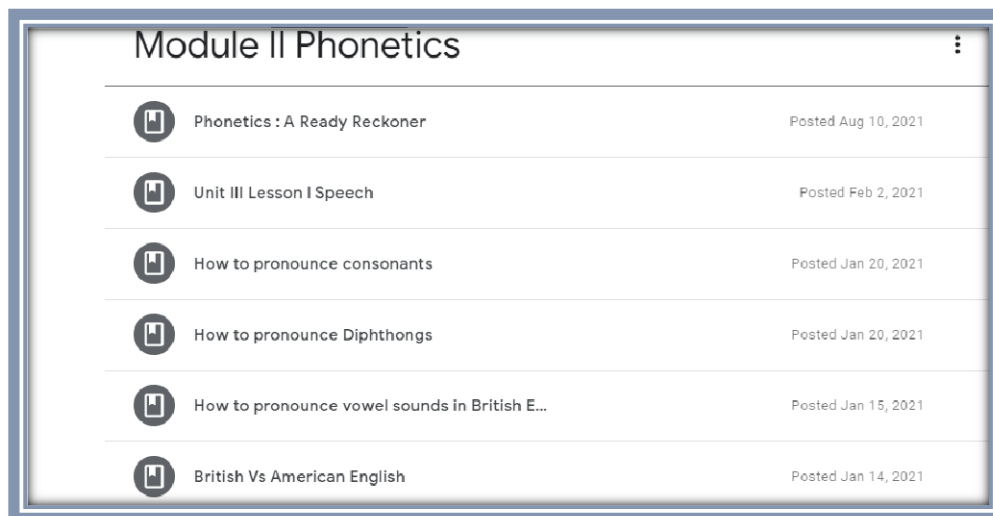 Module II Phonetics
Phonetics : A Ready Reckoner Posted Aug 10, 2021
Unit III Lesson I Speech Posted Feb 2, 2021
How to pronounce consonants Posted Jan 20, 2021
How to pronounce Diphthongs Posted Jan 20, 2021
How to pronounce vowel sounds in British E... Posted Jan 15, 2021
British Vs American English Posted Jan 14, 2021